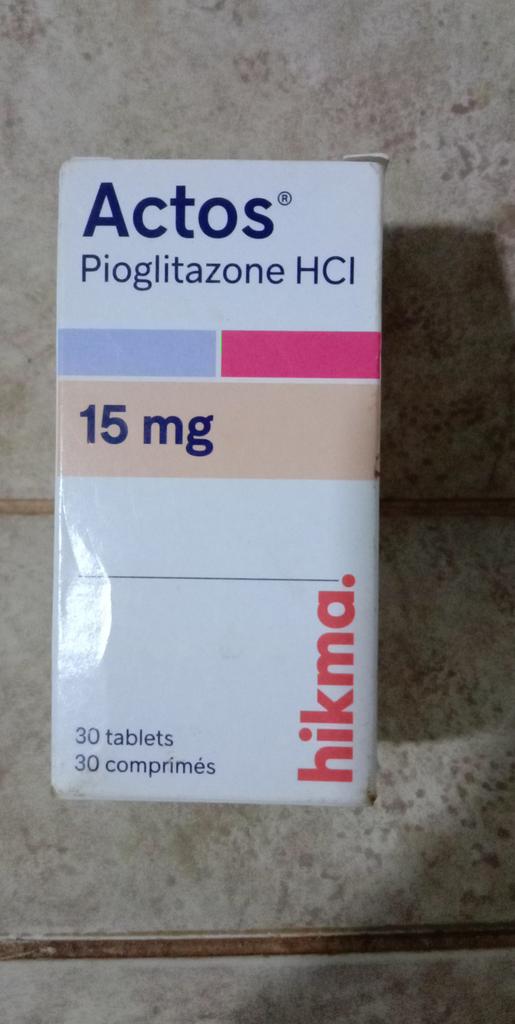 Actos®
Pioglitazone HCl
15 mg
hikma.
30 tablets
30 comprimés